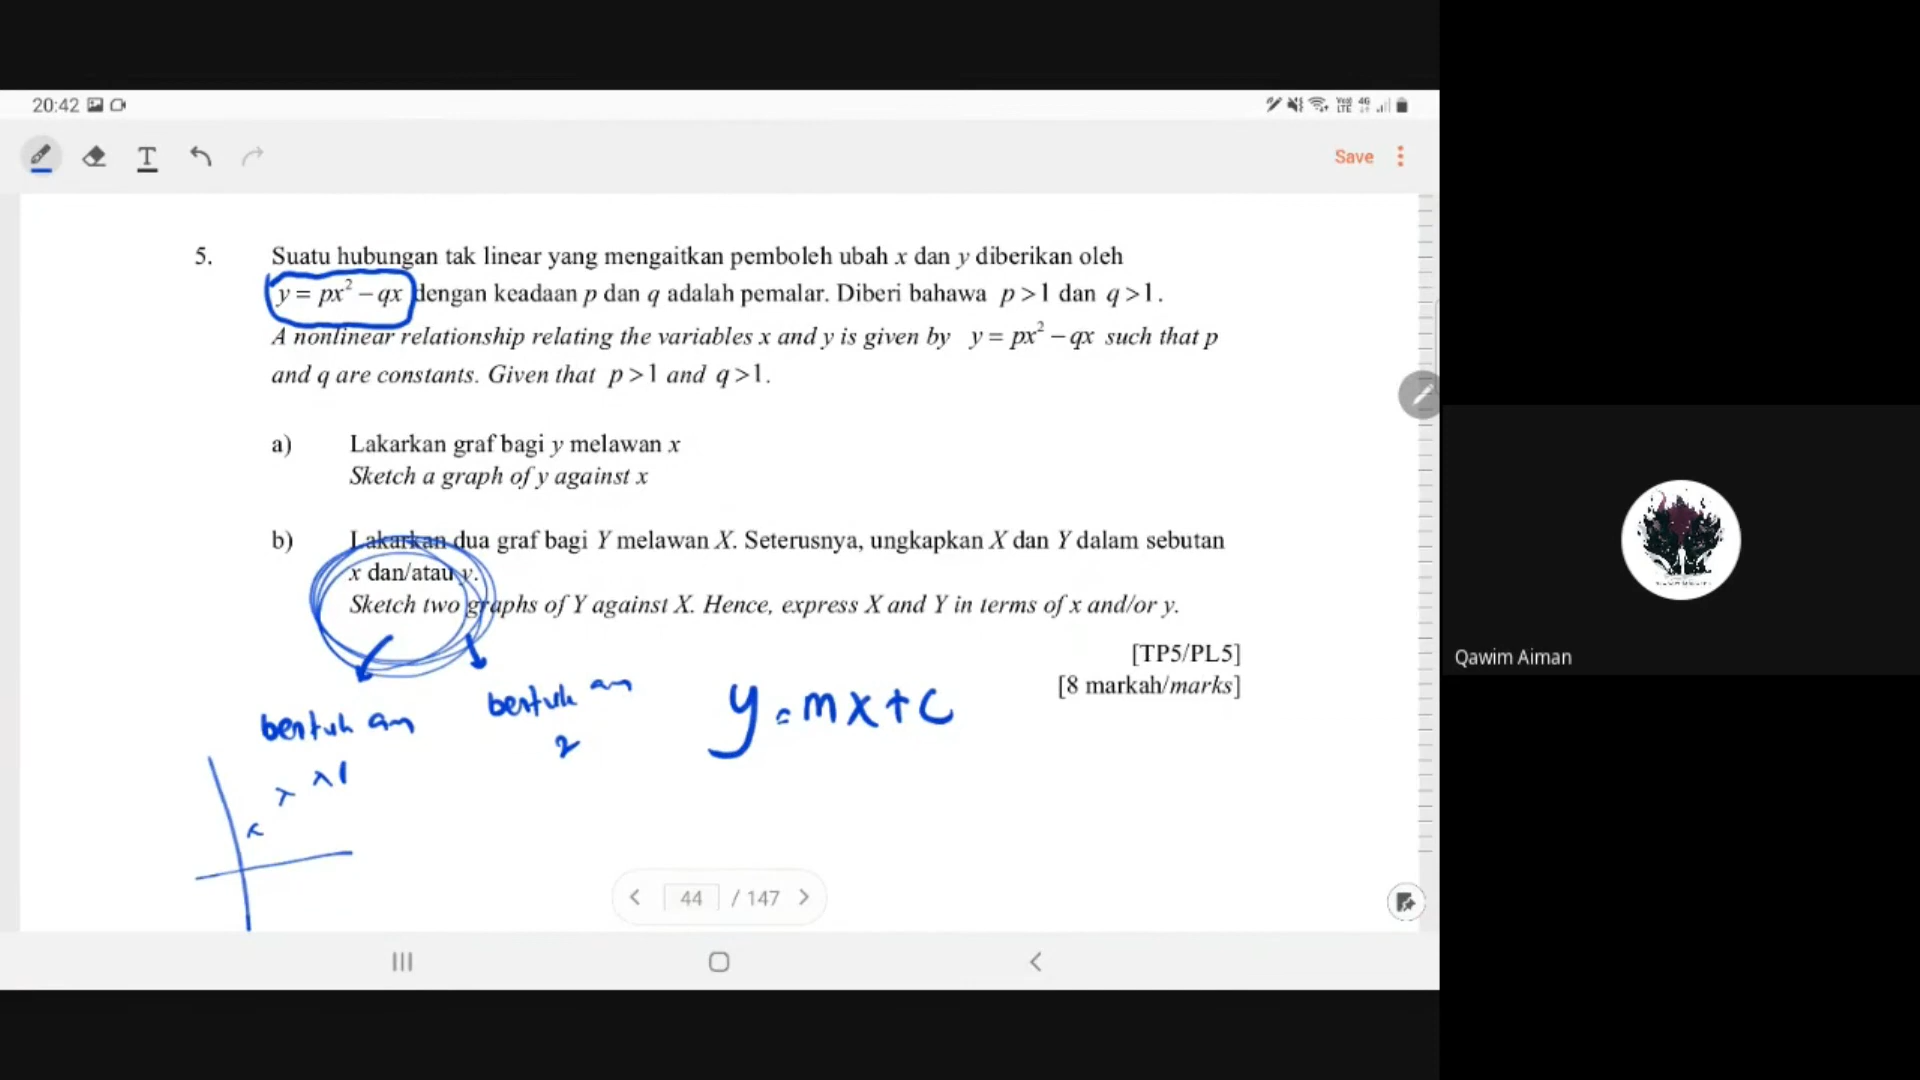 20:42
VoLTE 4G
T
Save
5. Suatu hubungan tak linear yang mengaitkan pemboleh ubah x dan y diberikan oleh
y = px² − qx dengan keadaan p dan q adalah pemalar. Diberi bahawa p > 1 dan q > 1.
A nonlinear relationship relating the variables x and y is given by y = px² − qx such that p
and q are constants. Given that p > 1 and q > 1.
a) Lakarkan graf bagi y melawan x
Sketch a graph of y against x
b) Lakarkan dua graf bagi Y melawan X. Seterusnya, ungkapkan X dan Y dalam sebutan
x dan/atau y.
Sketch two graphs of Y against X. Hence, express X and Y in terms of x and/or y.
[TP5/PL5]
[8 markah/marks]
bentuk an
bentuk an
2
y = mx + c
44 / 147
Qawim Aiman